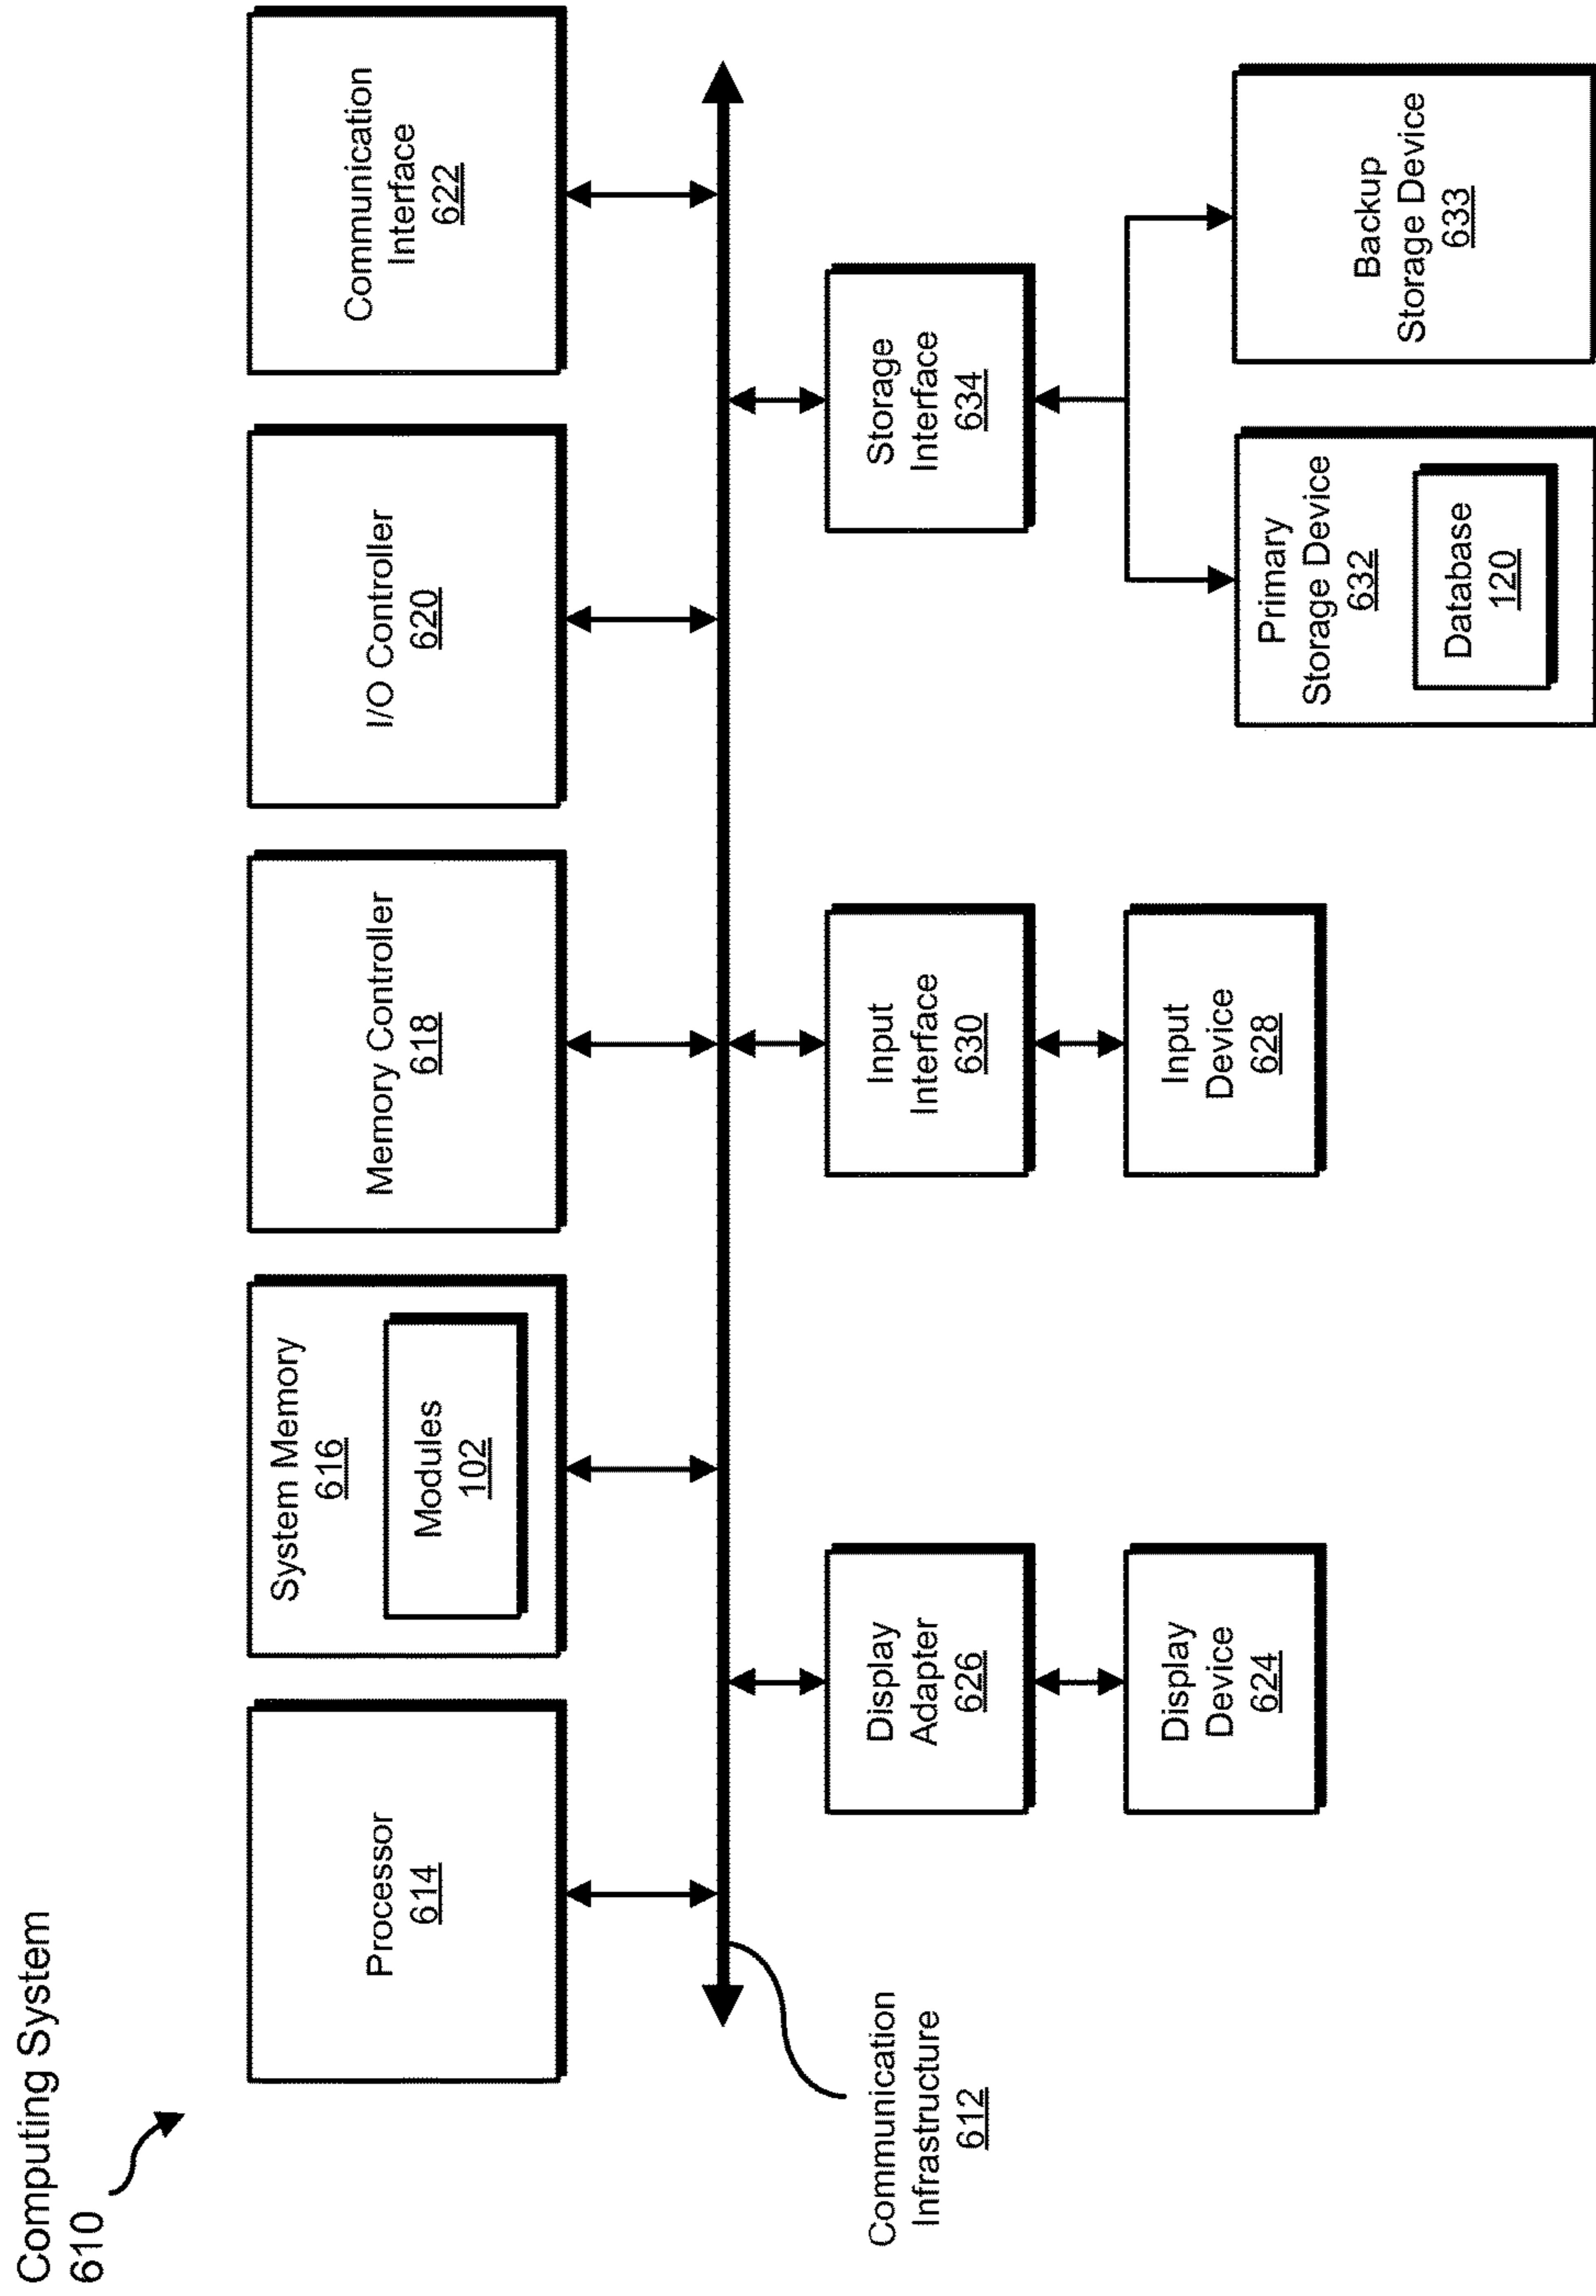 Computing System
610
Processor
614
System Memory
616
Modules
102
Memory Controller
618
I/O Controller
620
Communication
Interface
622
Communication
Infrastructure
612
Display
Adapter
626
Display
Device
624
Input
Interface
630
Input
Device
628
Storage
Interface
634
Primary
Storage Device
632
Database
120
Backup
Storage Device
633